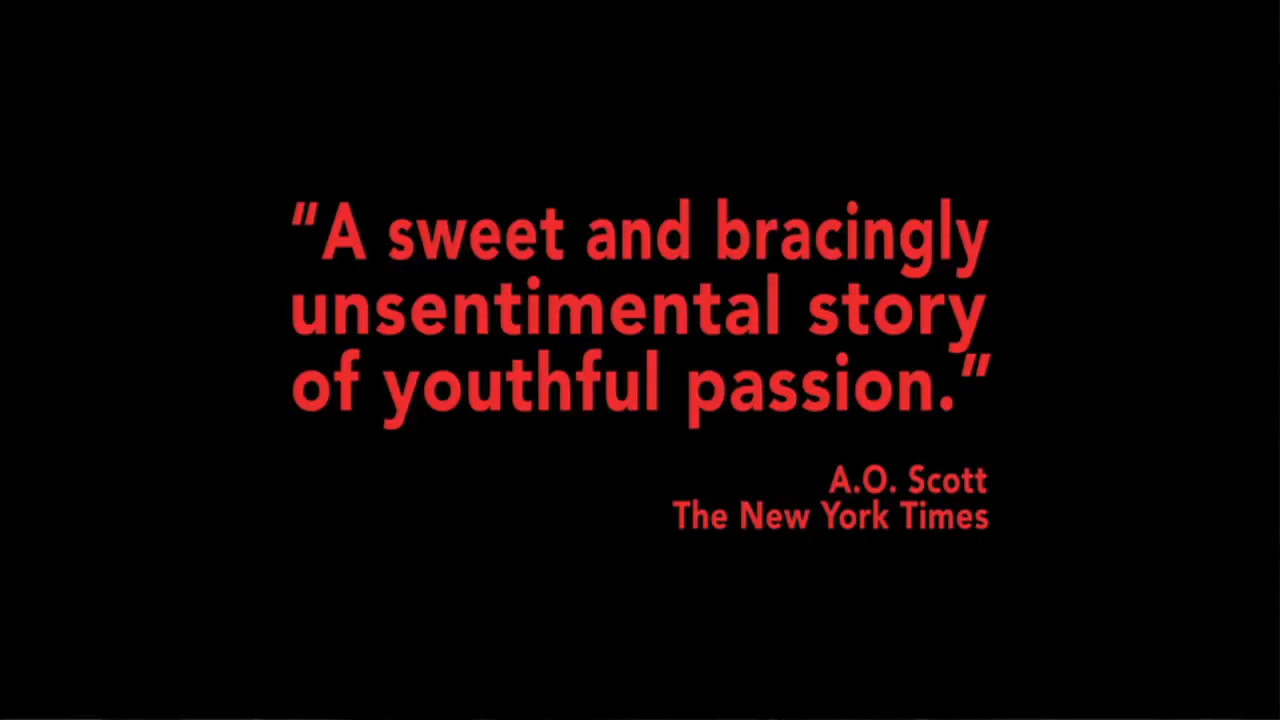 "A sweet and bracingly
unsentimental story
of youthful passion."
A.O. Scott
The New York Times